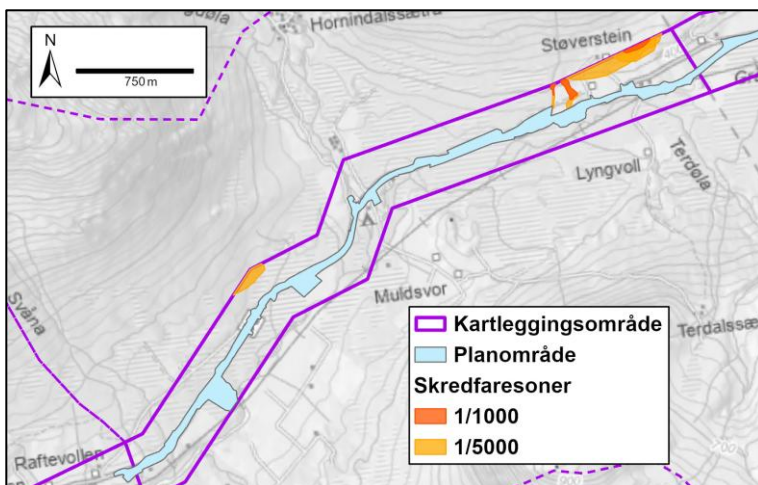 Hornindalssætra
N
750 m
Støverstein
Lyngvoll
Terdøla
Muldsvor
Svåna
Terdalssæ
Raftevollen
Kartleggingsområde
Planområde
Skredfaresoner
1/1000
1/5000